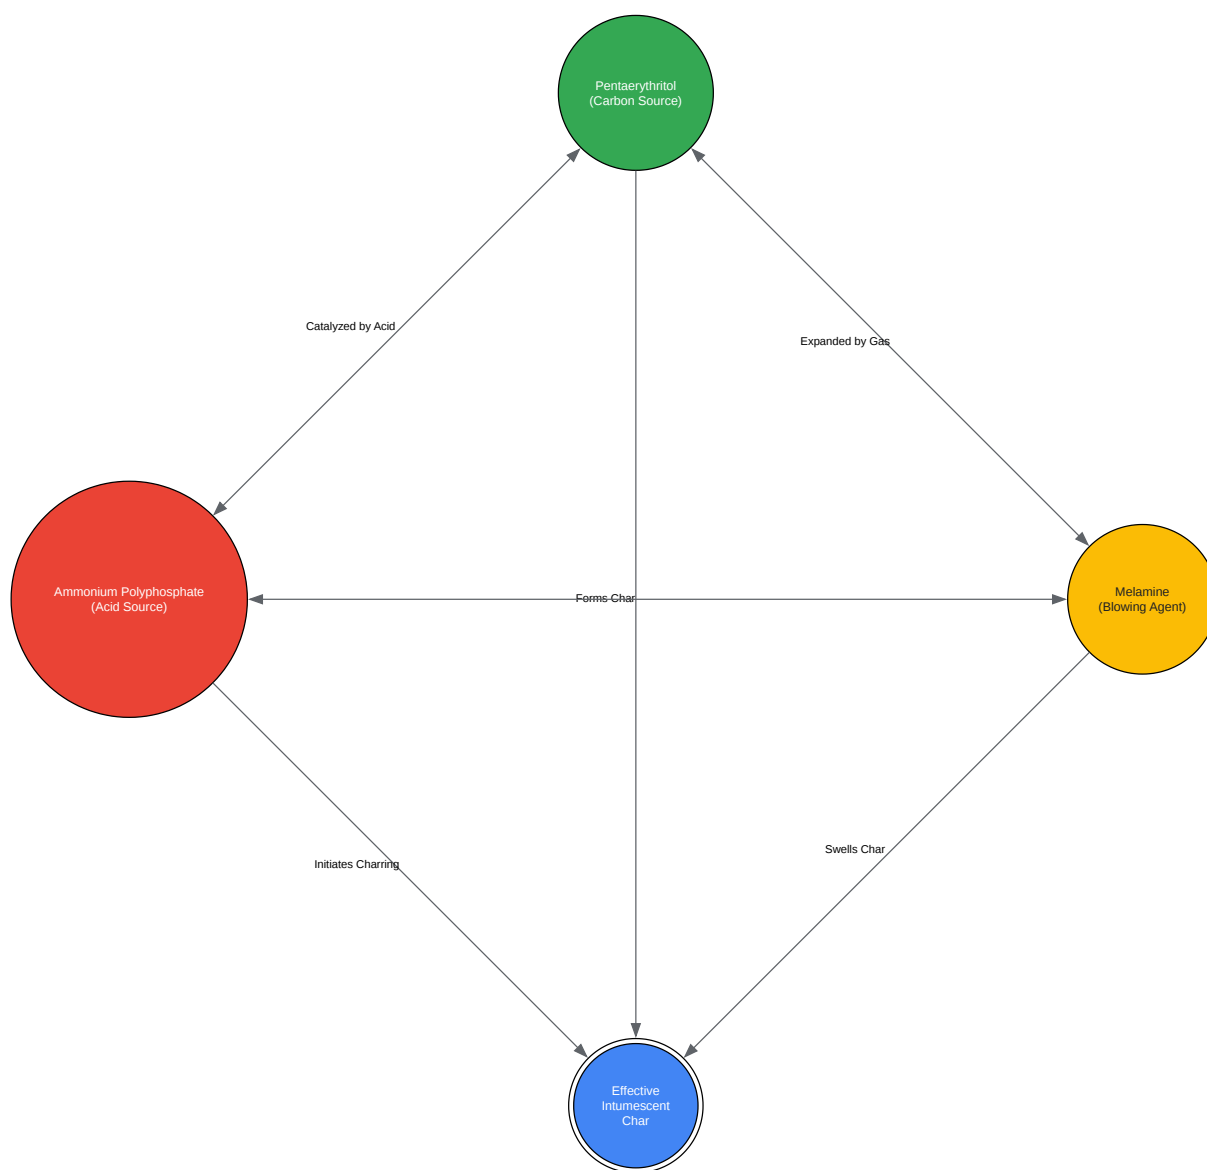 Pentaerythritol
(Carbon Source)
Catalyzed by Acid
Expanded by Gas
Ammonium Polyphosphate
(Acid Source)
Forms Char
Melamine
(Blowing Agent)
Initiates Charring
Swells Char
Effective
Intumescent
Char